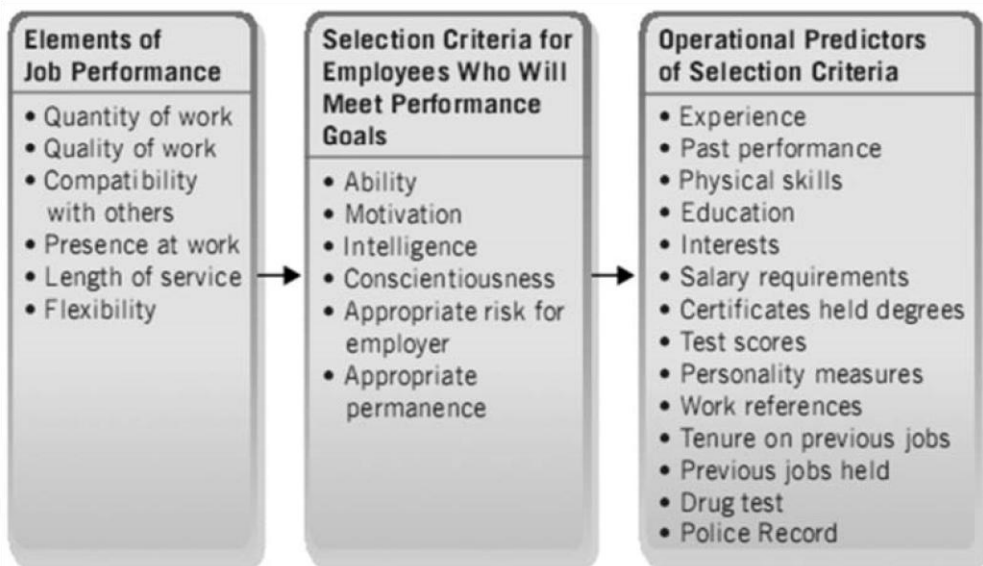 Elements of
Job Performance
• Quantity of work
• Quality of work
• Compatibility
with others
• Presence at work
• Length of service
• Flexibility
Selection Criteria for
Employees Who Will
Meet Performance
Goals
• Ability
• Motivation
• Intelligence
• Conscientiousness
• Appropriate risk for
employer
• Appropriate
permanence
Operational Predictors
of Selection Criteria
• Experience
• Past performance
• Physical skills
• Education
• Interests
• Salary requirements
• Certificates held degrees
• Test scores
• Personality measures
• Work references
• Tenure on previous jobs
• Previous jobs held
• Drug test
• Police Record